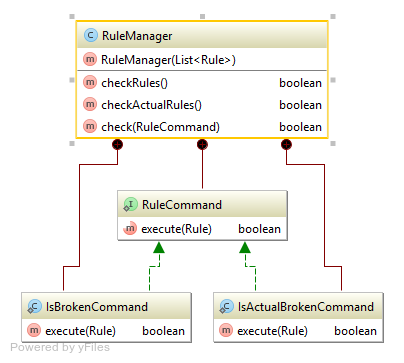 RuleManager
RuleManager(List<Rule>)
checkRules() boolean
checkActualRules() boolean
check(RuleCommand) boolean
RuleCommand
execute(Rule) boolean
IsBrokenCommand
execute(Rule) boolean
IsActualBrokenCommand
execute(Rule) boolean
Powered by yFiles